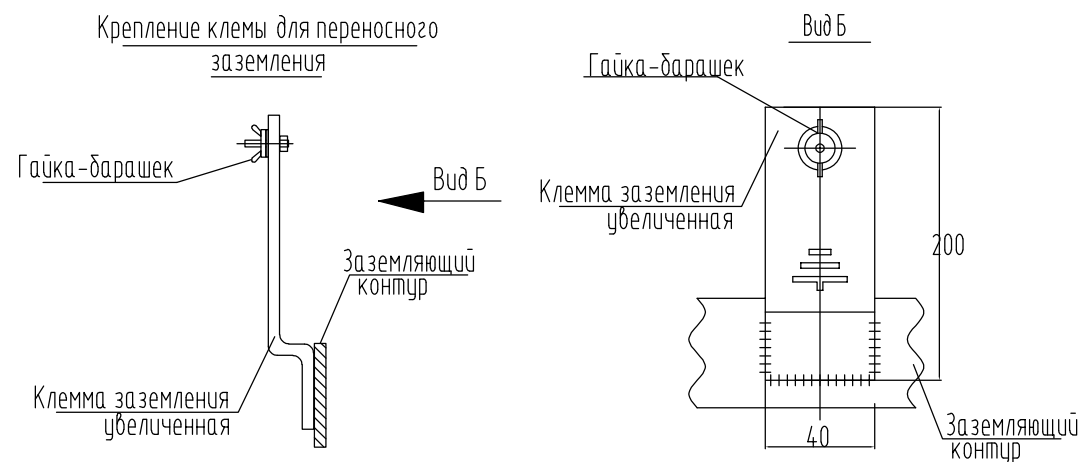 Крепление клемы для переносного
заземления
Гайка-барашек
Вид Б
Заземляющий
контур
Клемма заземления
увеличенная
Вид Б
Гайка-барашек
Клемма заземления
увеличенная
200
40
Заземляющий
контур